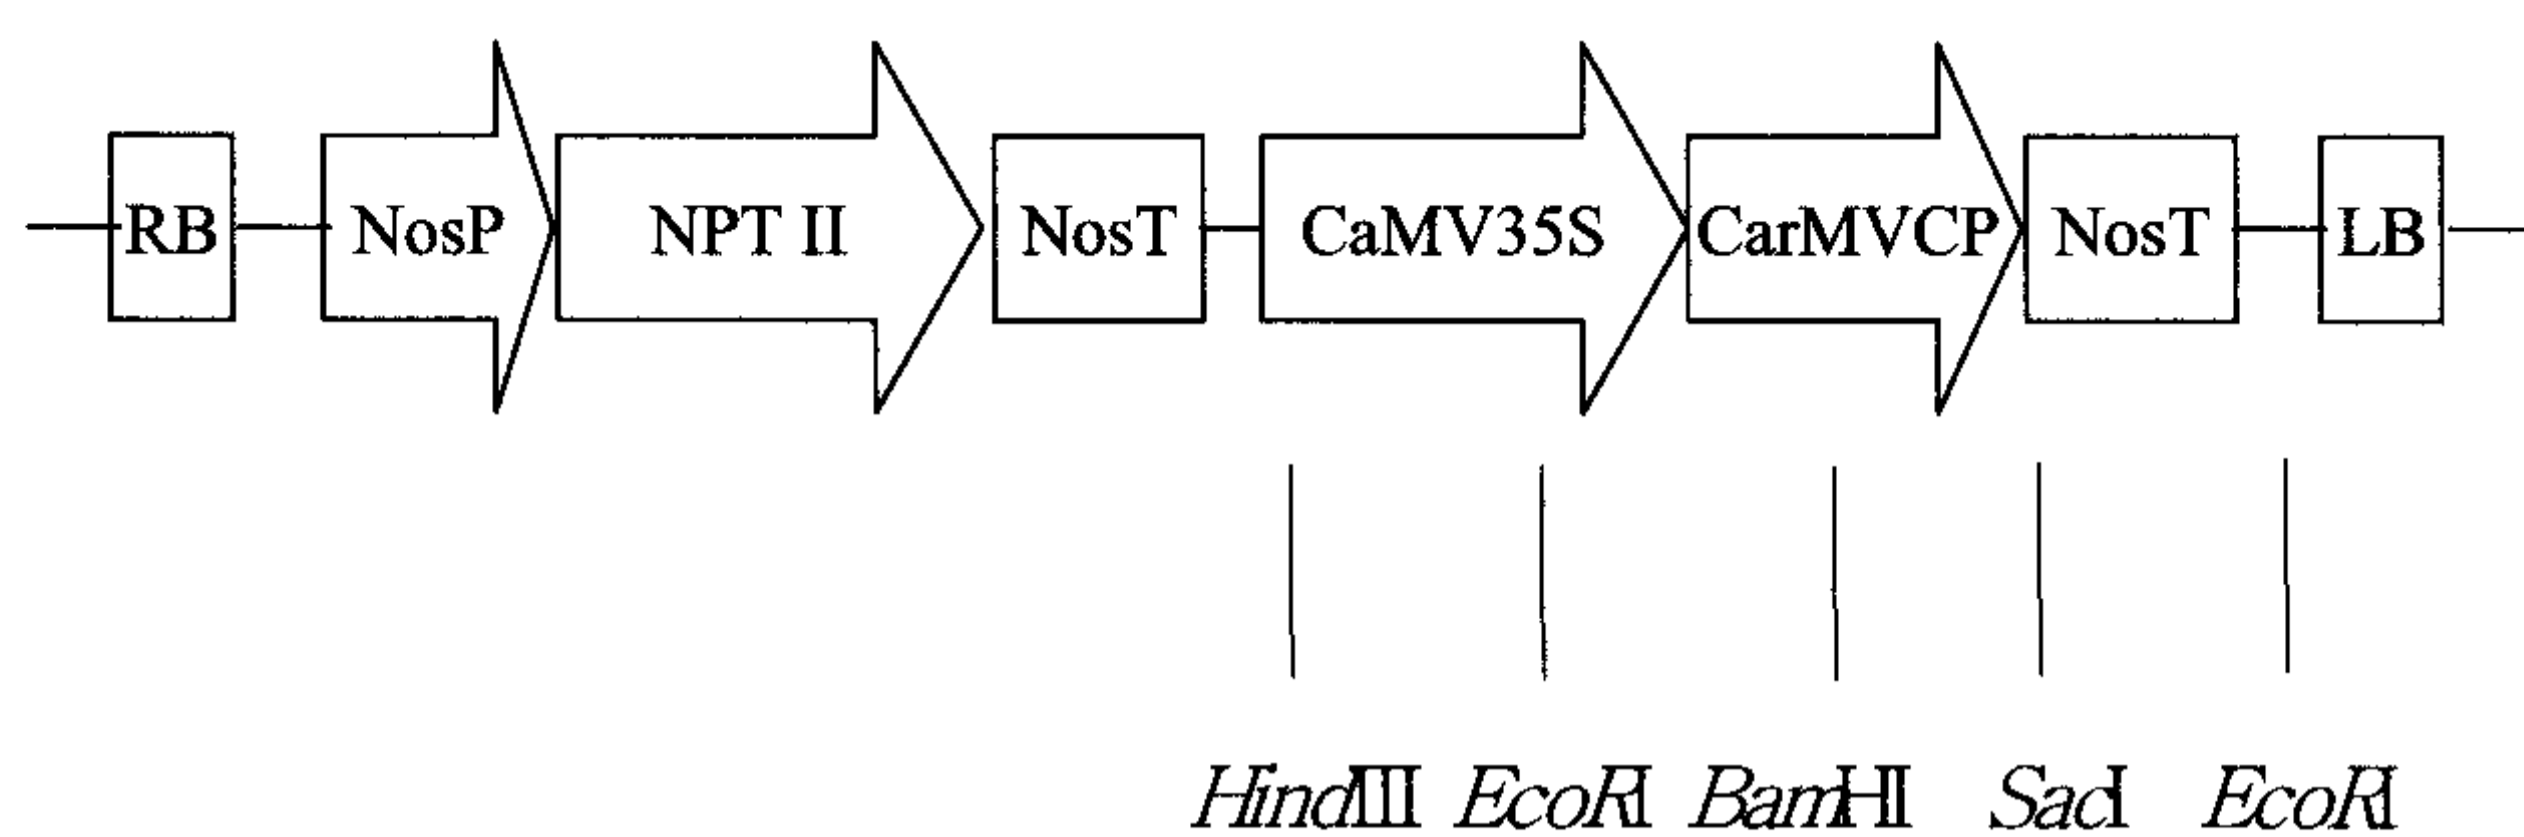 RB NosP NPT II NosT CaMV35S CarMVCP NosT LB
HindIII EcoRI BamHI SacI EcoRI